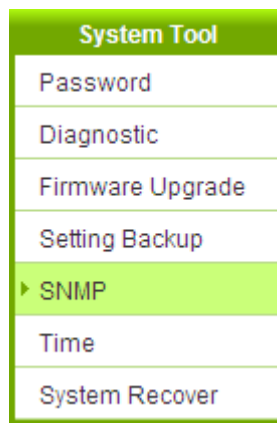 System Tool
Password
Diagnostic
Firmware Upgrade
Setting Backup
SNMP
Time
System Recover